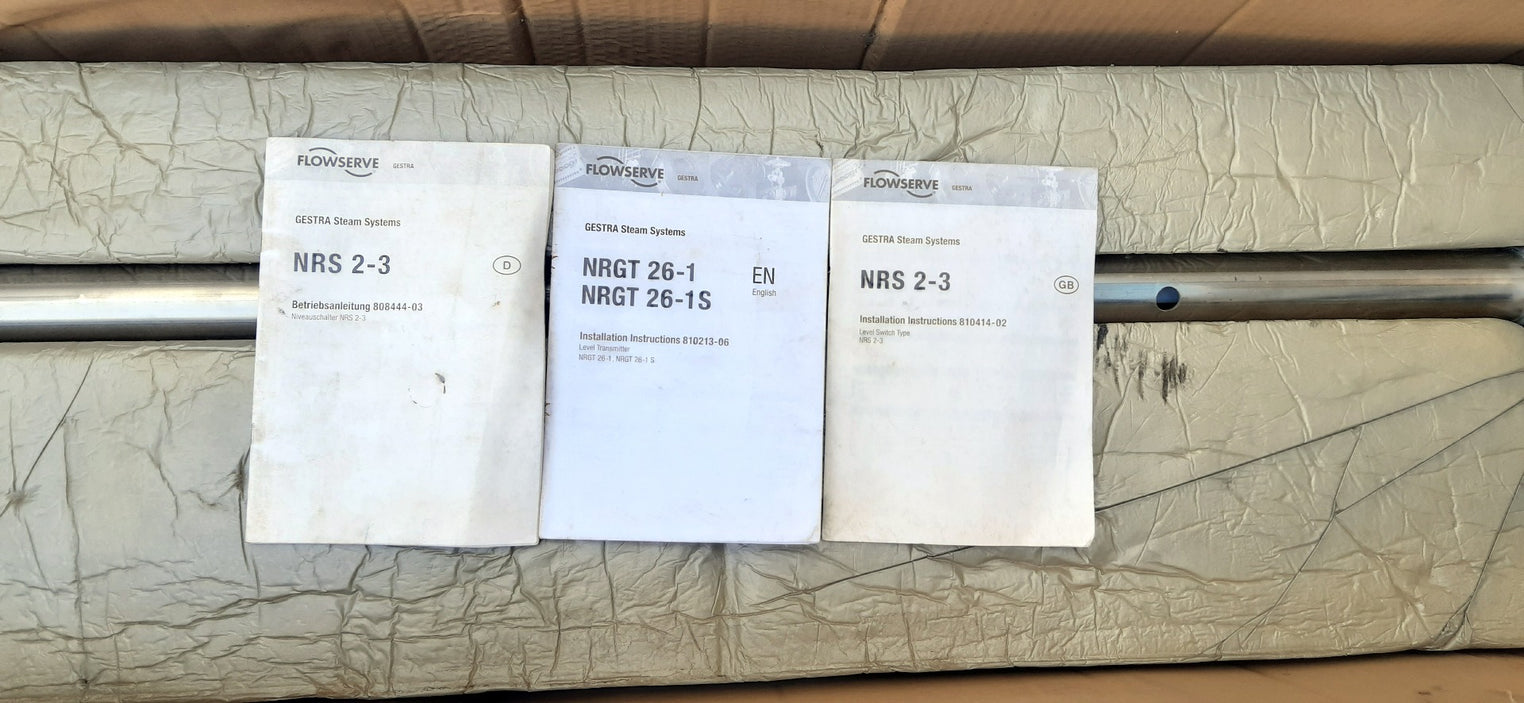 FLOWSERVE GESTRA
GESTRA Steam Systems
NRS 2-3
D
Betriebsanleitung 808444-03
Niveauschalter NRS 2-3
FLOWSERVE GESTRA
GESTRA Steam Systems
NRGT 26-1
NRGT 26-1S
EN
English
Installation Instructions 810213-06
Level Transmitter
NRGT 26-1, NRGT 26-1 S
FLOWSERVE GESTRA
GESTRA Steam Systems
NRS 2-3
GB
Installation Instructions 810414-02
Level Switch Type
NRS 2-3